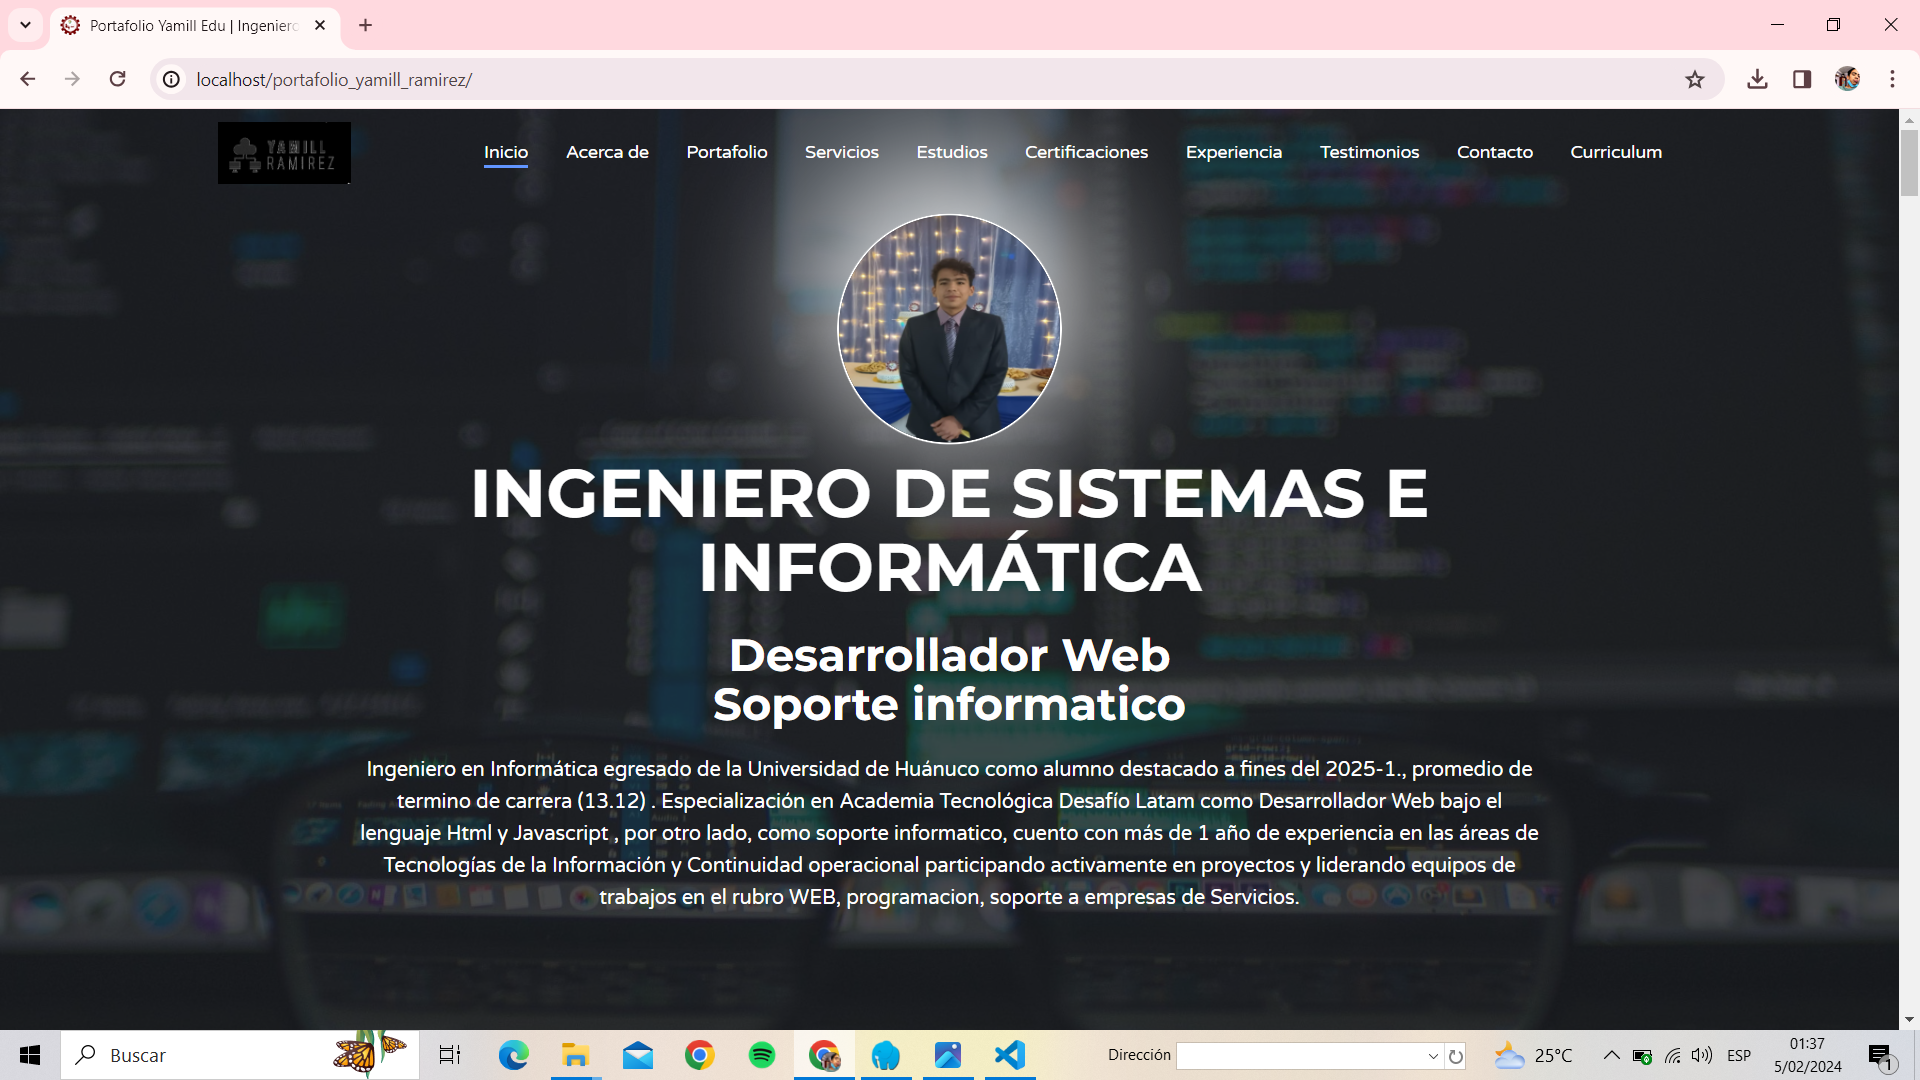 Portafolio Yamill Edu | Ingeniero
localhost/portafolio_yamill_ramirez/
YAMILL
RAMIREZ
Inicio Acerca de Portafolio Servicios Estudios Certificaciones Experiencia Testimonios Contacto Curriculum
INGENIERO DE SISTEMAS E
INFORMÁTICA
Desarrollador Web
Soporte informatico
Ingeniero en Informática egresado de la Universidad de Huánuco como alumno destacado a fines del 2025-1., promedio de
termino de carrera (13.12) . Especialización en Academia Tecnológica Desafío Latam como Desarrollador Web bajo el
lenguaje Html y Javascript , por otro lado, como soporte informatico, cuento con más de 1 año de experiencia en las áreas de
Tecnologías de la Información y Continuidad operacional participando activamente en proyectos y liderando equipos de
trabajos en el rubro WEB, programacion, soporte a empresas de Servicios.
Buscar
Dirección
25°C
ESP
01:37
5/02/2024
1